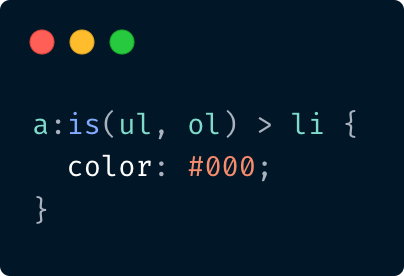 a:is(ul, ol) > li {
  color: #000;
}